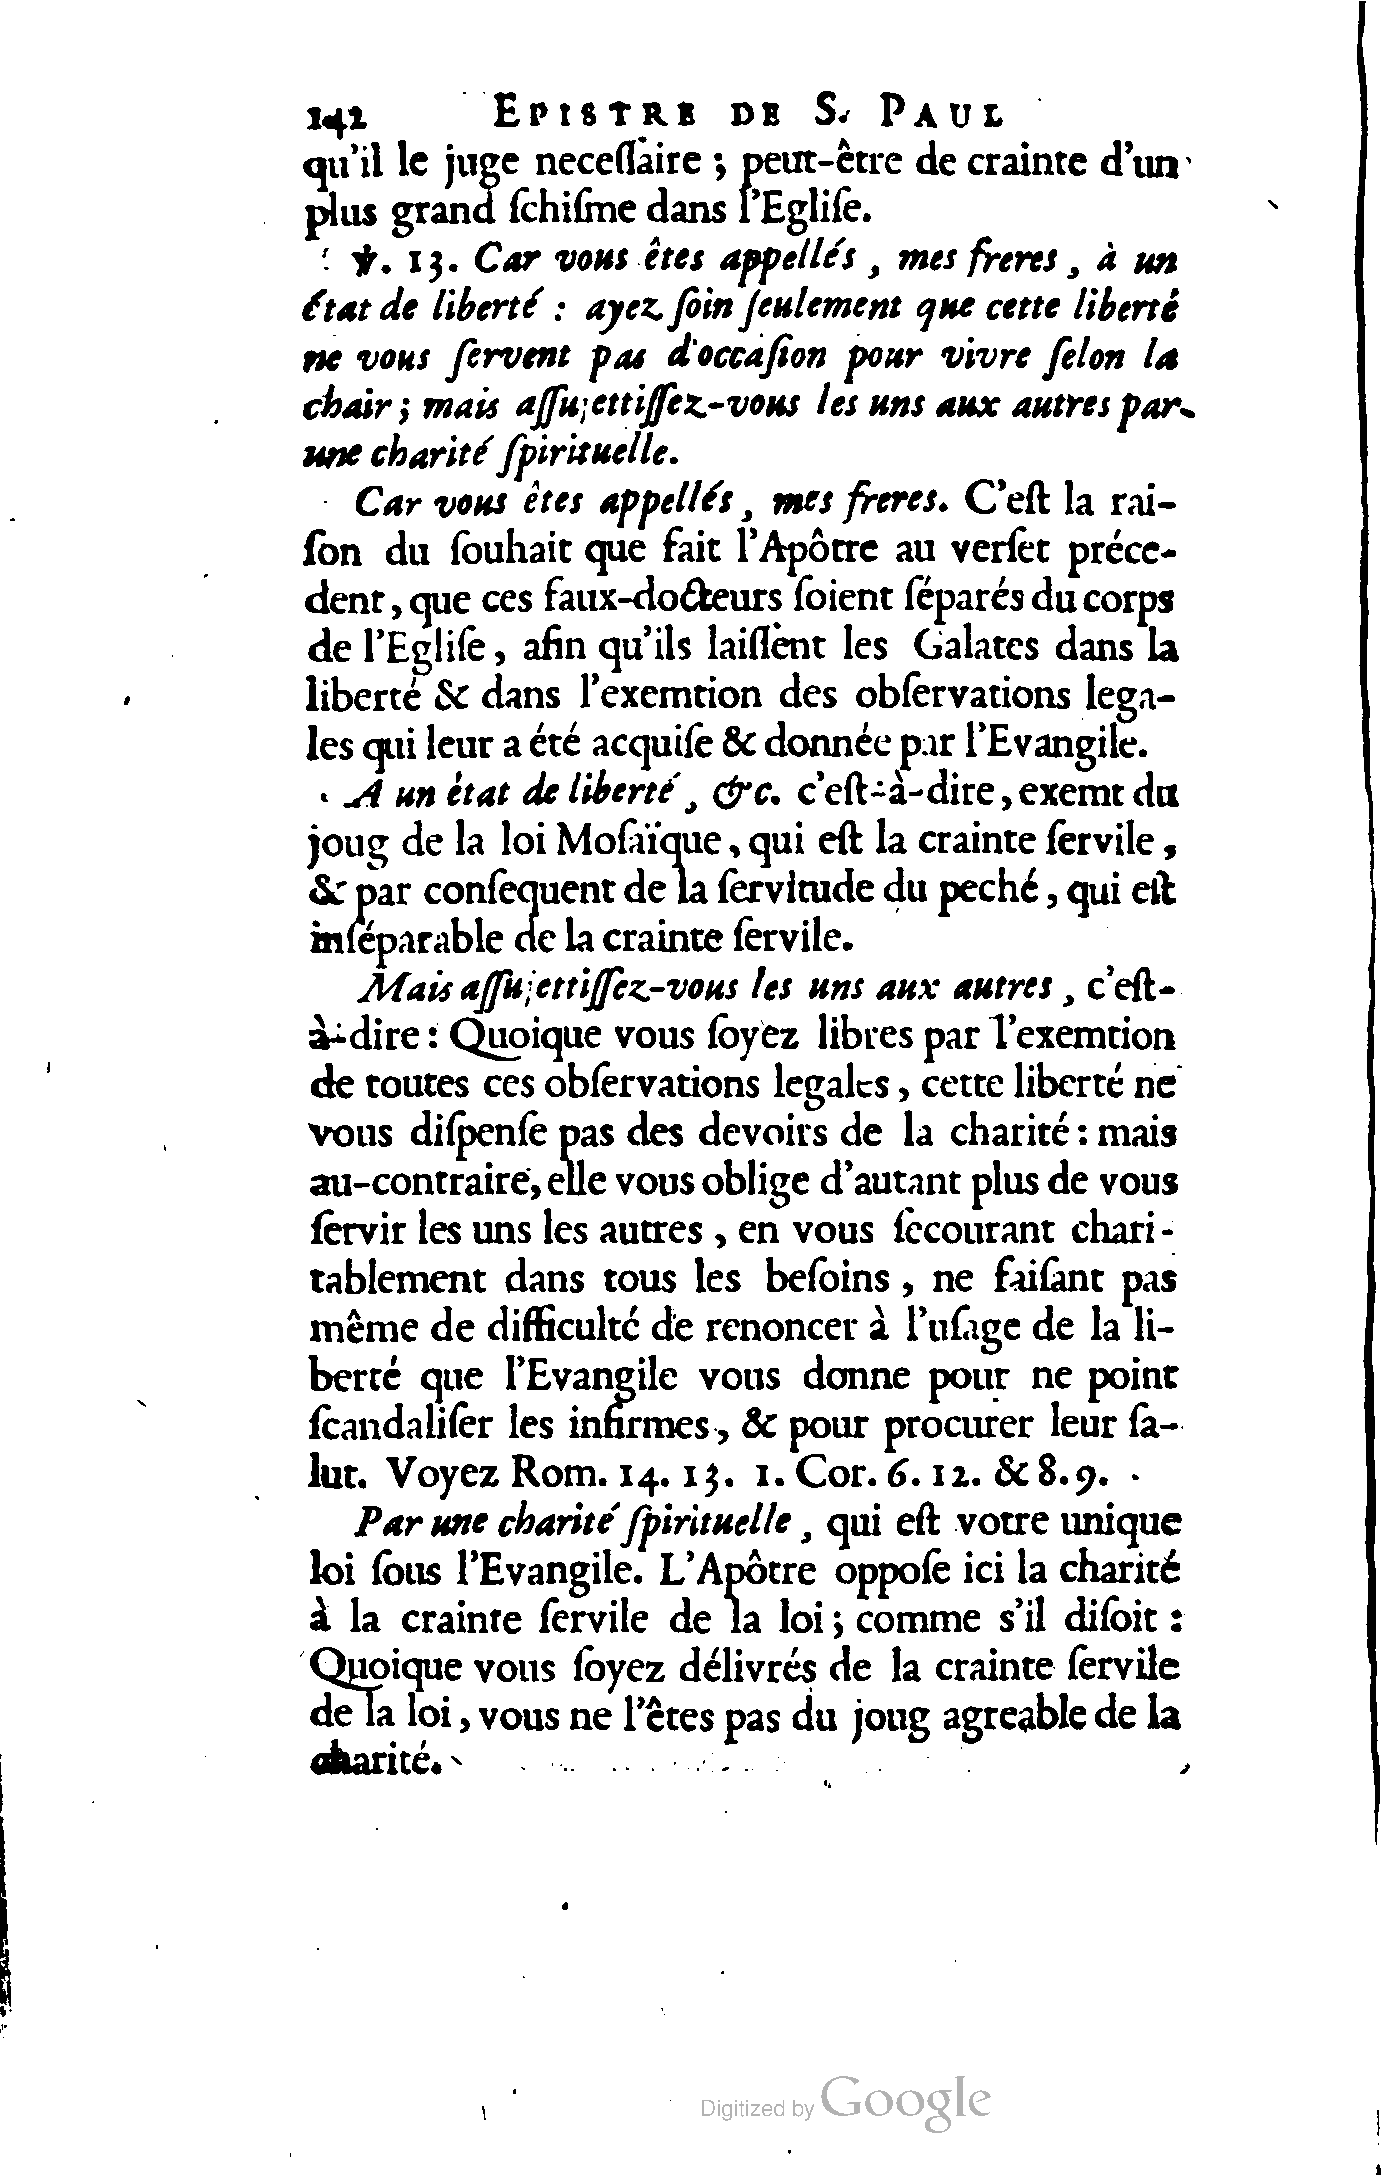 142 EPISTRE DE S. PAUL
qu'il le juge necessaire ; peut-être de crainte d'un
plus grand ſchiſme dans l'Egliſe.
℣. 13. Car vous êtes appellés, mes freres, à un
état de liberté : ayez ſoin ſeulement que cette liberté
ne vous ſervent pas d'occaſion pour vivre ſelon la
chair ; mais aſſujettiſſez-vous les uns aux autres par
une charité ſpirituelle.
Car vous êtes appellés, mes freres. C'eſt la rai-
ſon du ſouhait que fait l'Apôtre au verſet préce-
dent, que ces faux-docteurs ſoient ſéparés du corps
de l'Egliſe, afin qu'ils laiſſent les Galates dans la
liberté & dans l'exemtion des obſervations lega-
les qui leur a été acquiſe & donnée par l'Evangile.
A un état de liberté, &c. c'eſt-à-dire, exemt du
joug de la loi Moſaïque, qui eſt la crainte ſervile,
& par conſequent de la ſervitude du peché, qui eſt
inſéparable de la crainte ſervile.
Mais aſſujettiſſez-vous les uns aux autres, c'eſt-
à-dire : Quoique vous ſoyez libres par l'exemtion
de toutes ces obſervations legales, cette liberté ne
vous diſpenſe pas des devoirs de la charité : mais
au-contraire, elle vous oblige d'autant plus de vous
ſervir les uns les autres, en vous ſecourant chari-
tablement dans tous les beſoins, ne faiſant pas
même de difficulté de renoncer à l'uſage de la li-
berté que l'Evangile vous donne pour ne point
ſcandaliſer les infirmes, & pour procurer leur ſa-
lut. Voyez Rom. 14. 13. 1. Cor. 6. 12. & 8. 9.
Par une charité ſpirituelle, qui eſt votre unique
loi ſous l'Evangile. L'Apôtre oppoſe ici la charité
à la crainte ſervile de la loi ; comme s'il diſoit :
Quoique vous ſoyez délivrés de la crainte ſervile
de la loi, vous ne l'êtes pas du joug agreable de la
charité.
Digitized by Google